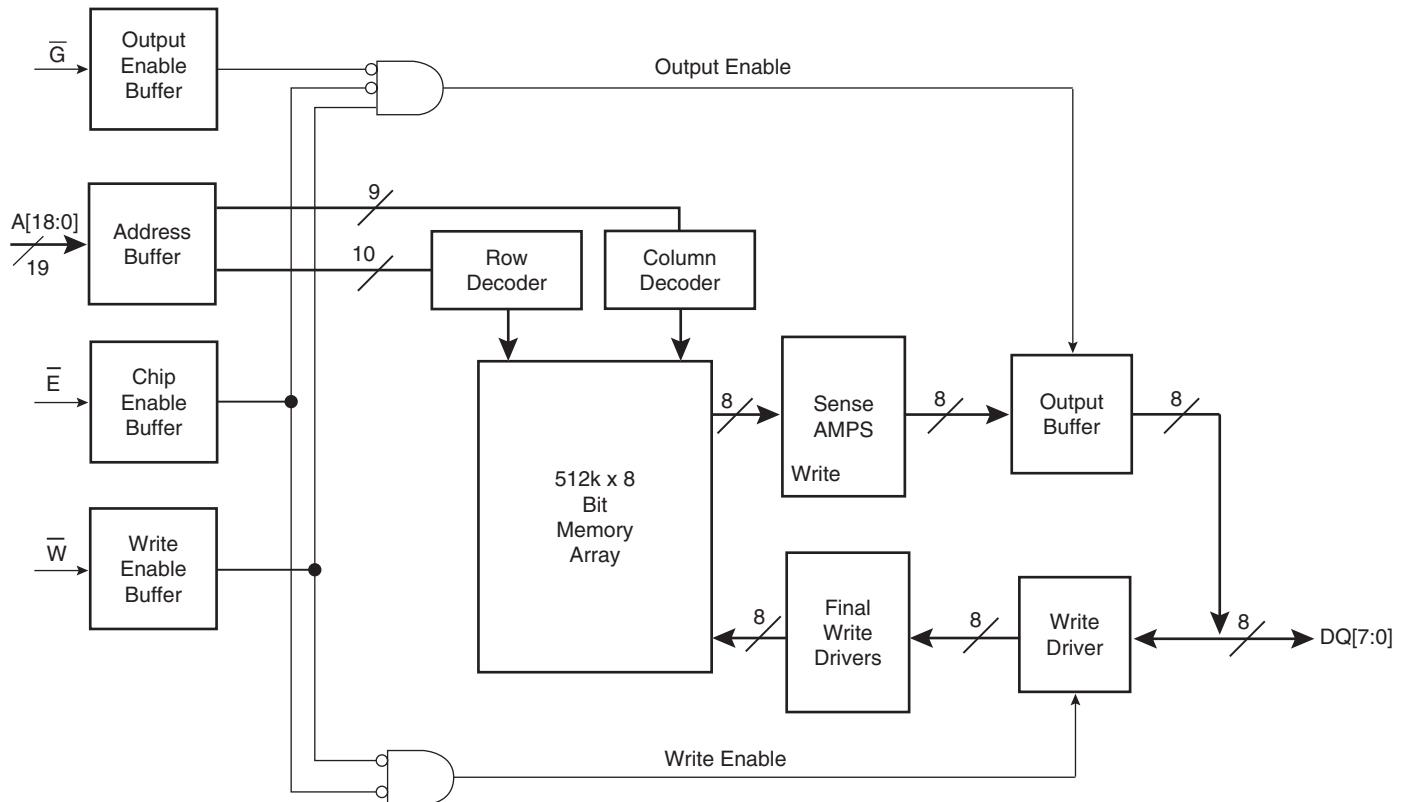 G̅
Output
Enable
Buffer
Output Enable
A[18:0]
19
Address
Buffer
9
10
Row
Decoder
Column
Decoder
E̅
Chip
Enable
Buffer
512k x 8
Bit
Memory
Array
8
Sense
AMPS
Write
8
Output
Buffer
8
W̅
Write
Enable
Buffer
8
Final
Write
Drivers
8
Write
Driver
8
DQ[7:0]
Write Enable